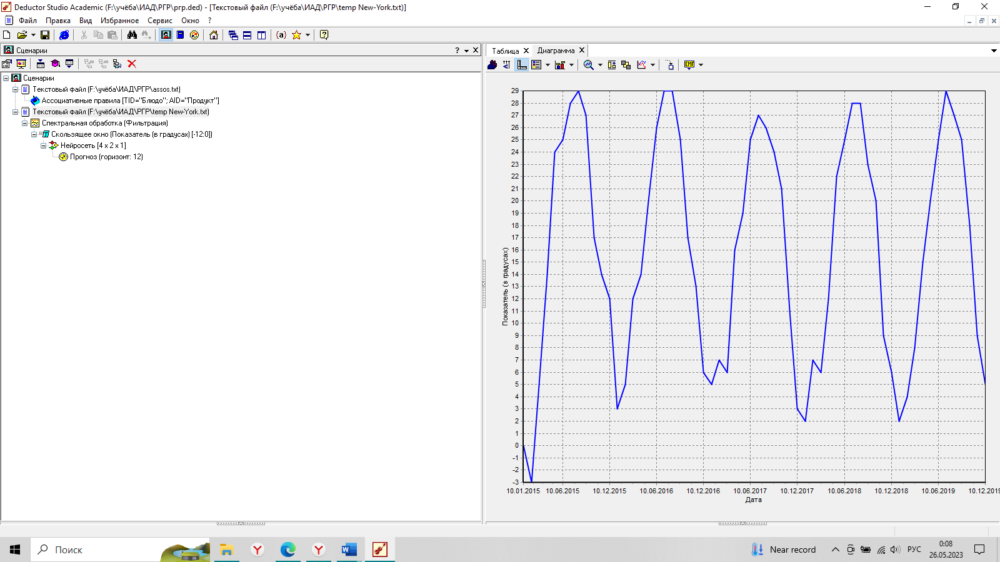 Deductor Studio Academic (F:\учёба\ИАД\РГР\ргр.ded) - [Текстовый файл (F:\учёба\ИАД\РГР\temp New-York.txt)]
Файл Правка Вид Избранное Сервис Окно ?
Сценарии
Сценарии
Текстовый файл (F:\учёба\ИАД\РГР\assos.txt)
Ассоциативные правила [TID="Блюдо"; AID="Продукт"]
Текстовый файл (F:\учёба\ИАД\РГР\temp New-York.txt)
Спектральная обработка (Фильтрация)
Скользящее окно (Показатель (в градусах) [-12:0])
Нейросеть [4 x 2 x 1]
Прогноз (горизонт: 12)
Таблица X Диаграмма X
EMF
29
28
27
26
25
24
23
22
21
20
19
18
17
16
15
14
13
12
11
10
9
8
7
6
5
4
3
2
1
0
-1
-2
-3
Показатель (в градусах)
10.01.2015 10.06.2015 10.12.2015 10.06.2016 10.12.2016 10.06.2017 10.12.2017 10.06.2018 10.12.2018 10.06.2019 10.12.2019
Дата
Поиск
Near record
РУС
0:08
26.05.2023